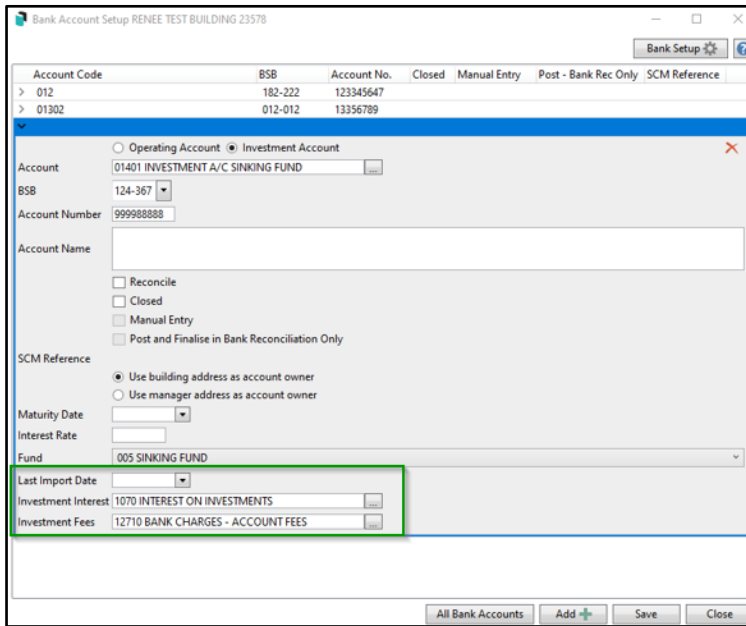 Bank Account Setup RENEE TEST BUILDING 23578
Bank Setup
Account Code BSB Account No. Closed Manual Entry Post - Bank Rec Only SCM Reference
012 182-222 123345647
01302 012-012 13356789
Operating Account Investment Account
Account 01401 INVESTMENT A/C SINKING FUND ...
BSB 124-367
Account Number 999988888
Account Name
Reconcile
Closed
Manual Entry
Post and Finalise in Bank Reconciliation Only
SCM Reference
Use building address as account owner
Use manager address as account owner
Maturity Date
Interest Rate
Fund 005 SINKING FUND
Last Import Date
Investment Interest 1070 INTEREST ON INVESTMENTS ...
Investment Fees 12710 BANK CHARGES - ACCOUNT FEES ...
All Bank Accounts Add Save Close